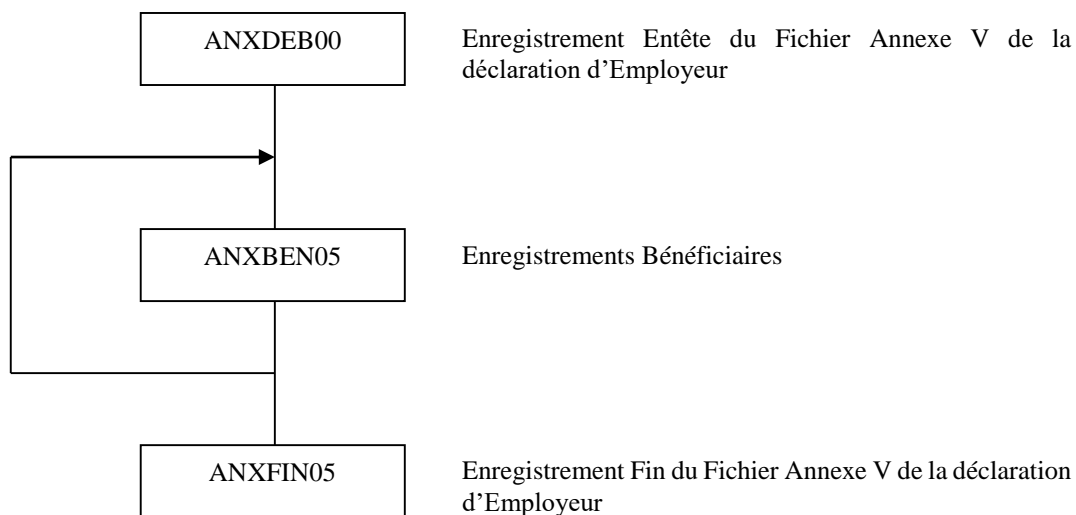 ANXDEB00
Enregistrement Entête du Fichier Annexe V de la
déclaration d’Employeur
ANXBEN05
Enregistrements Bénéficiaires
ANXFIN05
Enregistrement Fin du Fichier Annexe V de la déclaration
d’Employeur